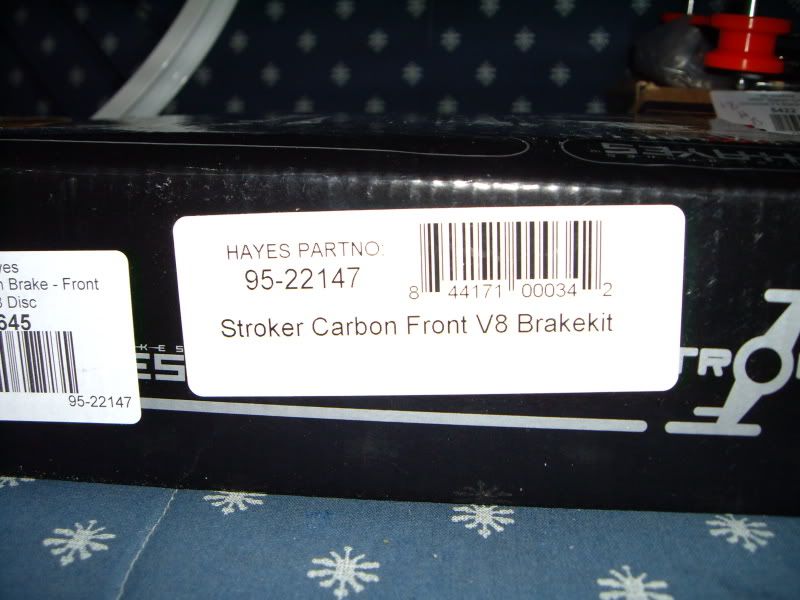 HAYES PARTNO:
95-22147
8 44171 00034 2
Stroker Carbon Front V8 Brakekit
Brake - Front
Disc
645
95-22147
HAYES